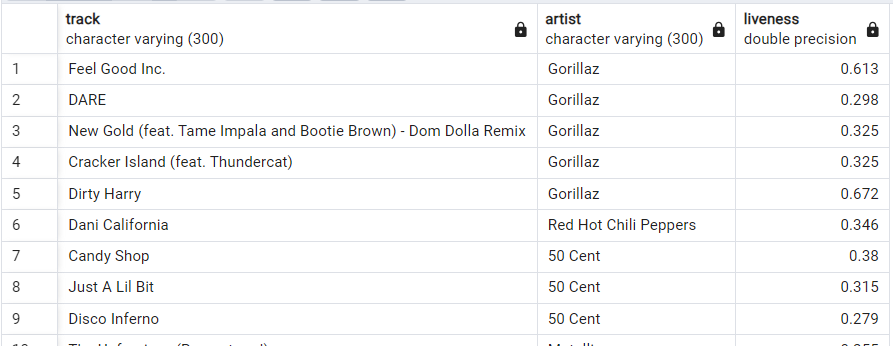 track artist liveness
character varying (300) character varying (300) double precision
1 Feel Good Inc. Gorillaz 0.613
2 DARE Gorillaz 0.298
3 New Gold (feat. Tame Impala and Bootie Brown) - Dom Dolla Remix Gorillaz 0.325
4 Cracker Island (feat. Thundercat) Gorillaz 0.325
5 Dirty Harry Gorillaz 0.672
6 Dani California Red Hot Chili Peppers 0.346
7 Candy Shop 50 Cent 0.38
8 Just A Lil Bit 50 Cent 0.315
9 Disco Inferno 50 Cent 0.279